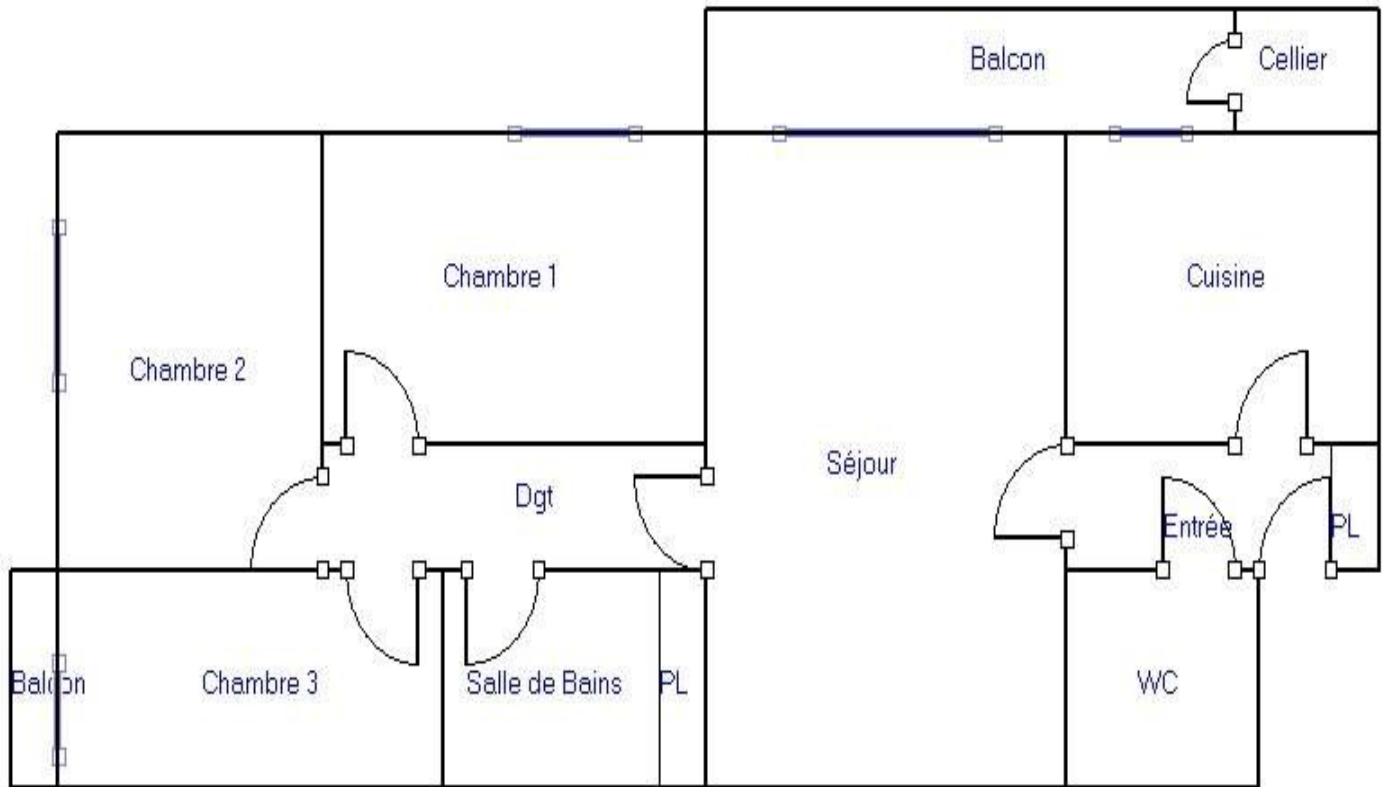 Balcon
Cellier
Chambre 1
Cuisine
Chambre 2
Séjour
Dgt
Entrée
PL
Balcon
Chambre 3
Salle de Bains
PL
WC